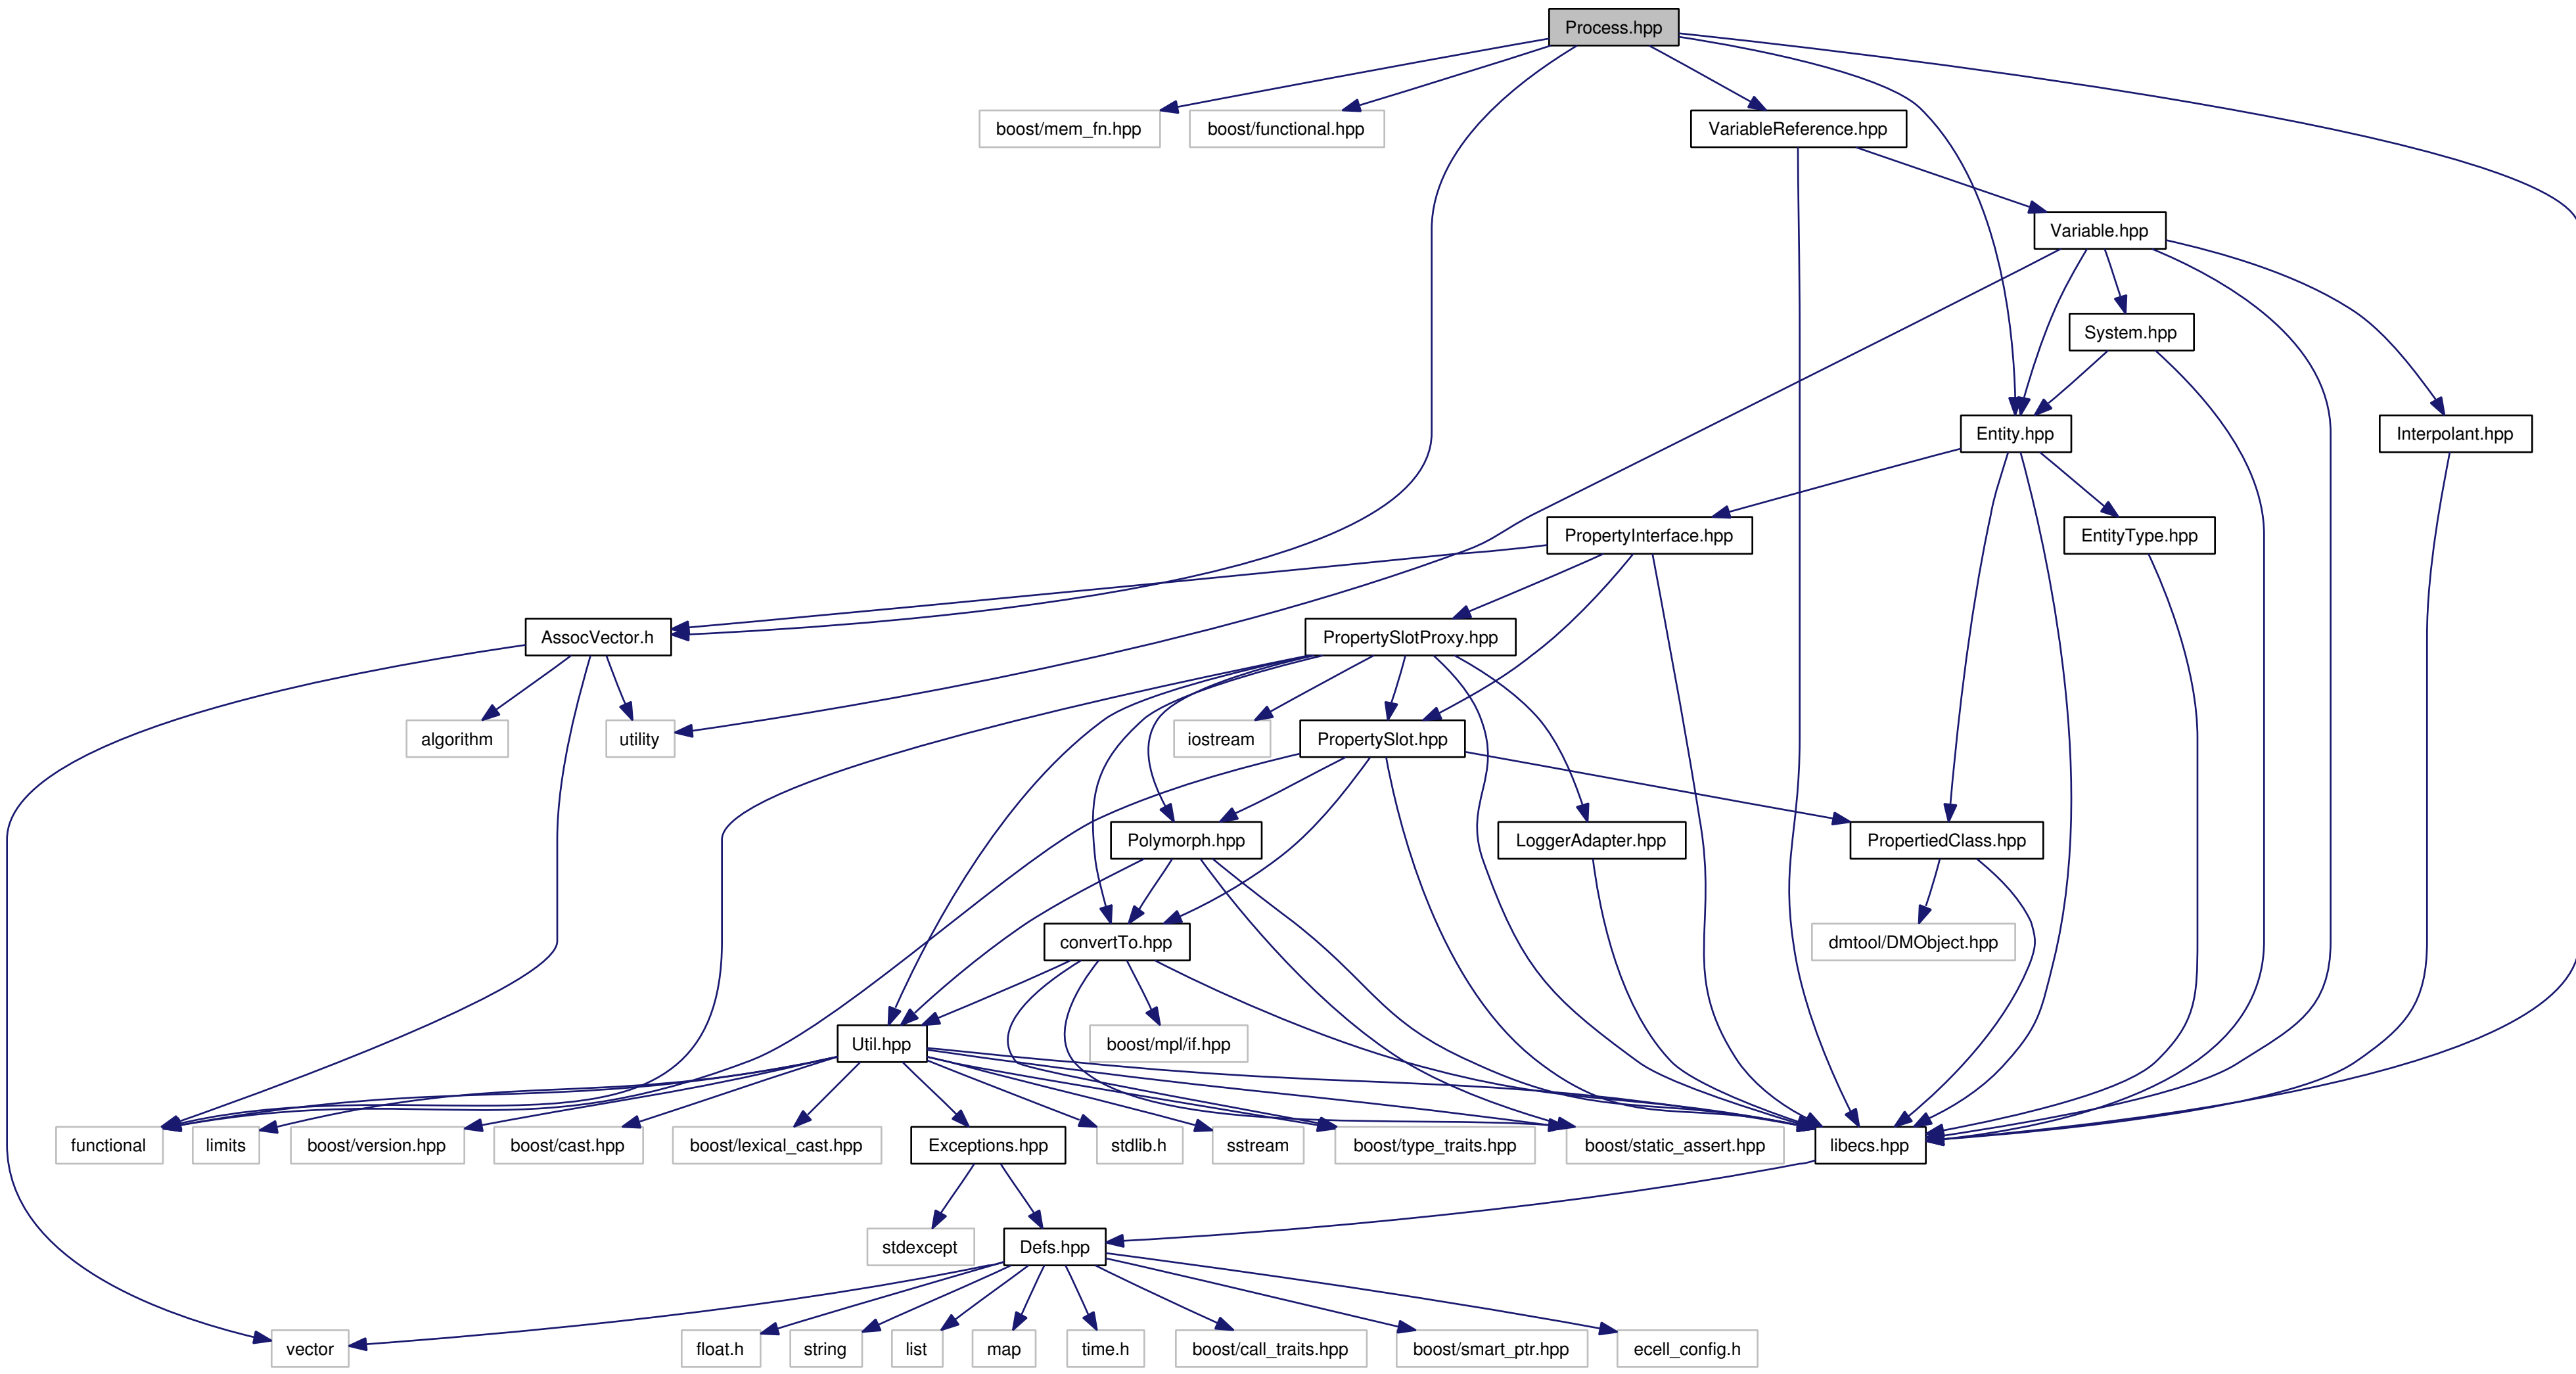 Process.hpp
boost/mem_fn.hpp
boost/functional.hpp
VariableReference.hpp
Variable.hpp
System.hpp
Entity.hpp
Interpolant.hpp
PropertyInterface.hpp
EntityType.hpp
AssocVector.h
PropertySlotProxy.hpp
algorithm
utility
iostream
PropertySlot.hpp
Polymorph.hpp
LoggerAdapter.hpp
PropertiedClass.hpp
convertTo.hpp
dmtool/DMObject.hpp
Util.hpp
boost/mpl/if.hpp
functional
limits
boost/version.hpp
boost/cast.hpp
boost/lexical_cast.hpp
Exceptions.hpp
stdlib.h
sstream
boost/type_traits.hpp
boost/static_assert.hpp
libecs.hpp
stdexcept
Defs.hpp
vector
float.h
string
list
map
time.h
boost/call_traits.hpp
boost/smart_ptr.hpp
ecell_config.h